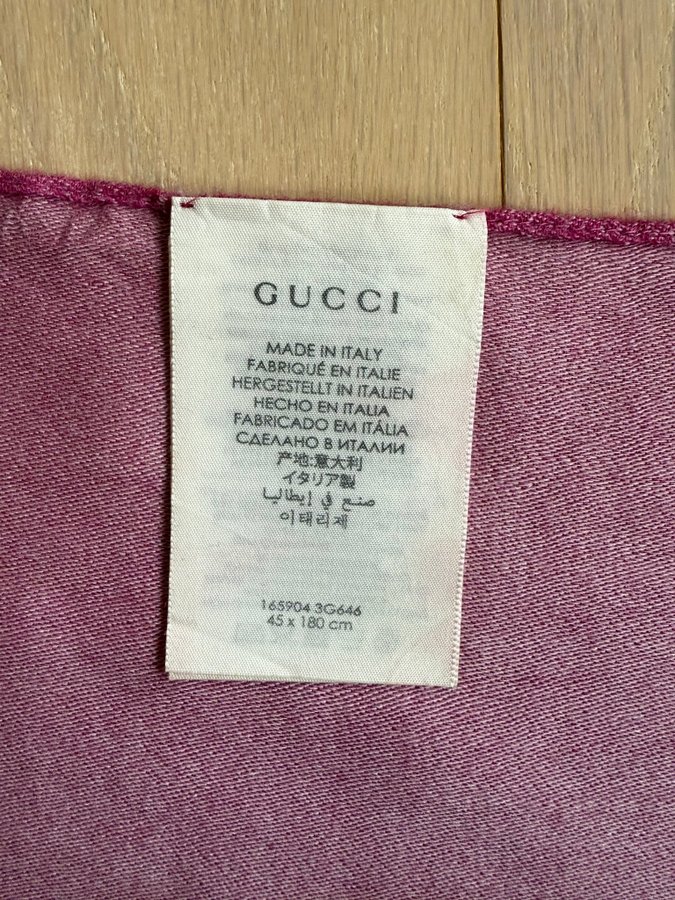 GUCCI
MADE IN ITALY
FABRIQUÉ EN ITALIE
HERGESTELLT IN ITALIEN
HECHO EN ITALIA
FABRICADO EM ITÁLIA
СДЕЛАНО В ИТАЛИИ
产地:意大利
イタリア製
صنع في إيطاليا
이태리제
165904 3G646
45 x 180 cm